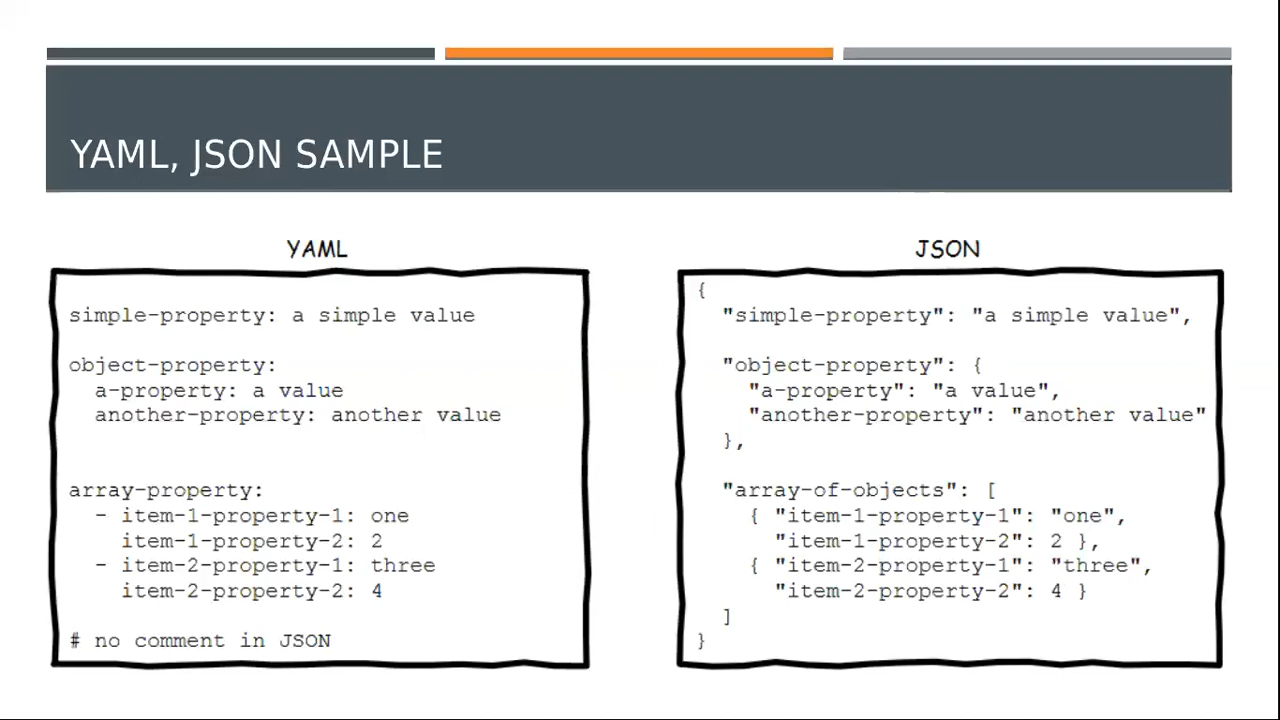 YAML, JSON SAMPLE
YAML
simple-property: a simple value
object-property:
a-property: a value
another-property: another value
array-property:
- item-1-property-1: one
item-1-property-2: 2
- item-2-property-1: three
item-2-property-2: 4
# no comment in JSON
JSON
{
"simple-property": "a simple value",
"object-property": {
"a-property": "a value",
"another-property": "another value"
},
"array-of-objects": [
{ "item-1-property-1": "one",
"item-1-property-2": 2 },
{ "item-2-property-1": "three",
"item-2-property-2": 4 }
]
}